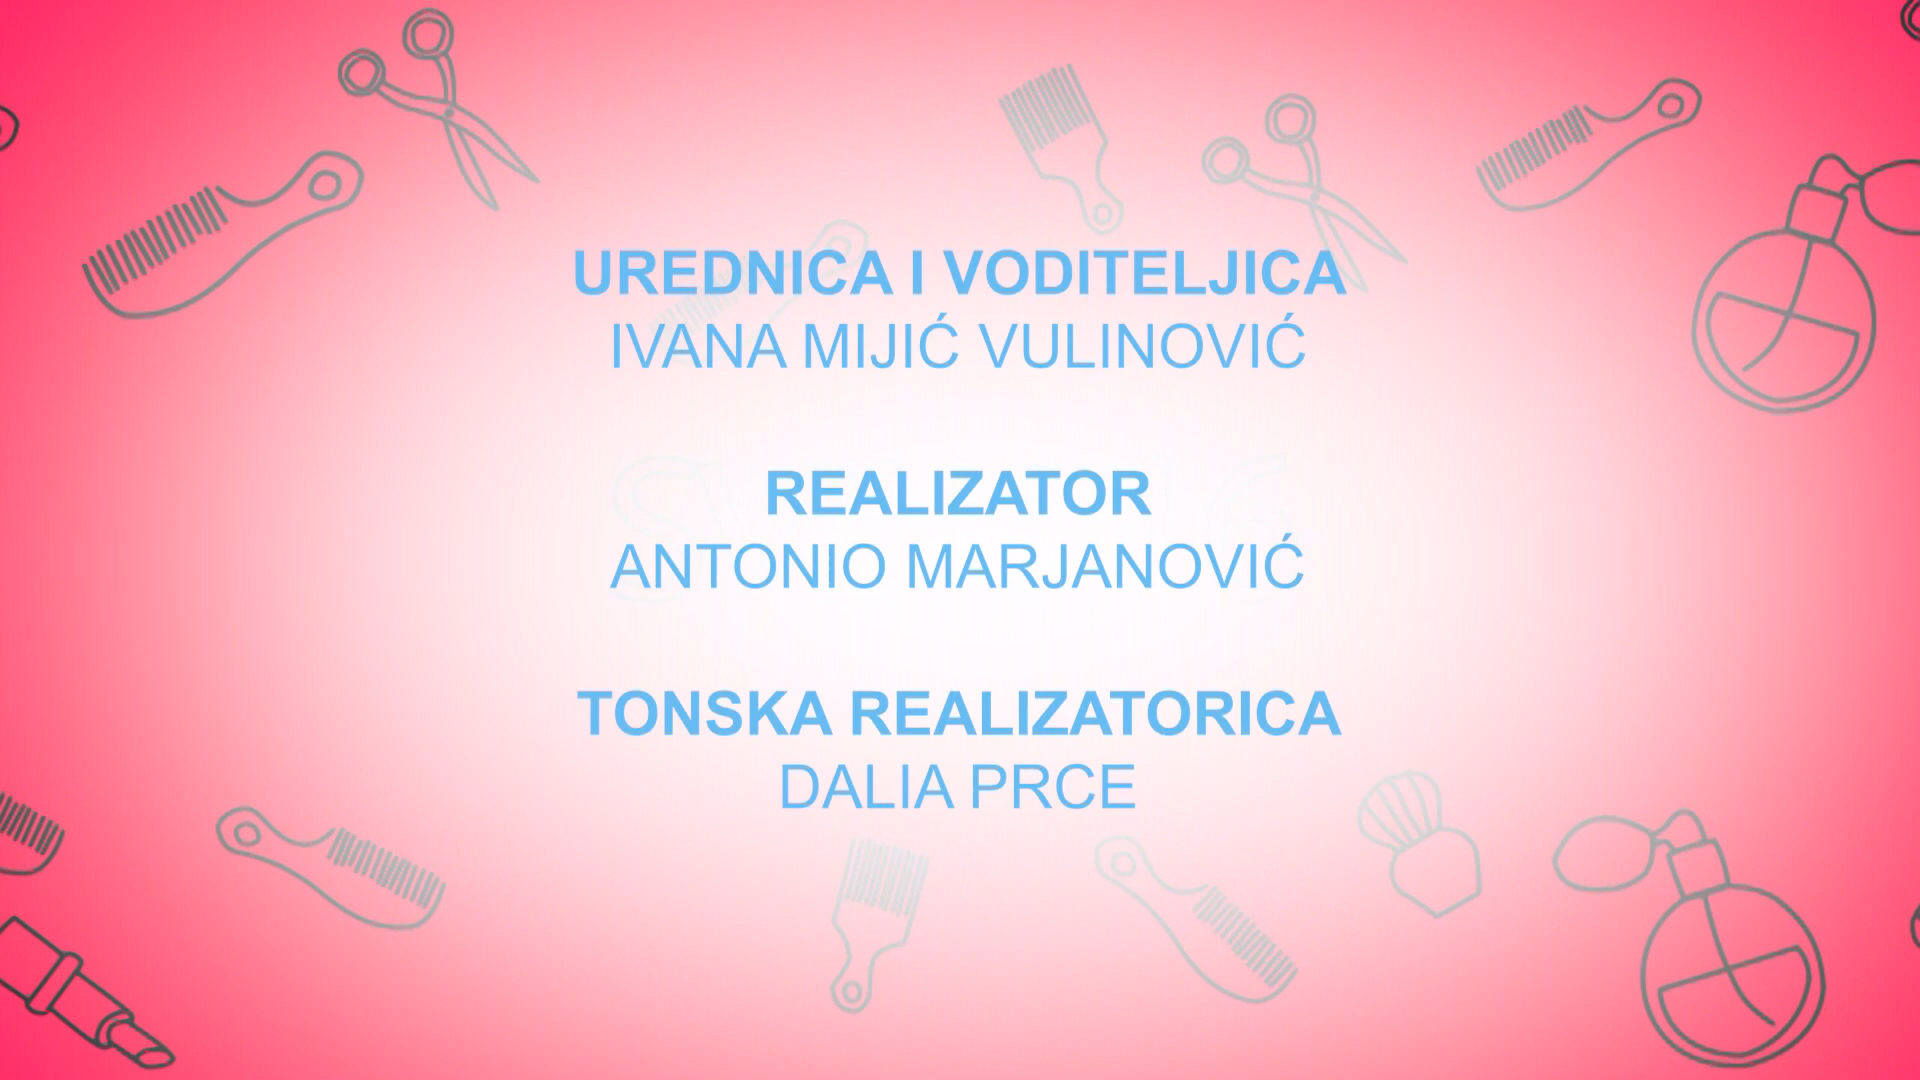 UREDNICA I VODITELJICA
IVANA MIJIĆ VULINOVIĆ
REALIZATOR
ANTONIO MARJANOVIĆ
TONSKA REALIZATORICA
DALIA PRCE